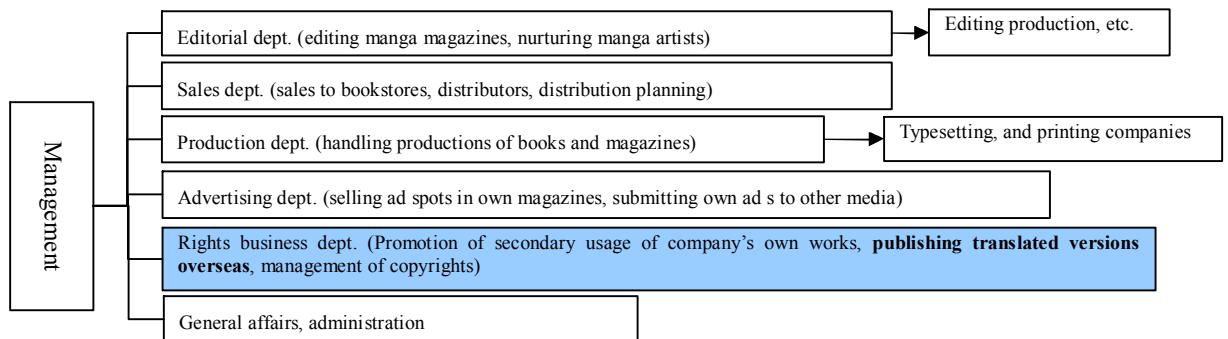 Management
Editorial dept. (editing manga magazines, nurturing manga artists)
Editing production, etc.
Sales dept. (sales to bookstores, distributors, distribution planning)
Production dept. (handling productions of books and magazines)
Typesetting, and printing companies
Advertising dept. (selling ad spots in own magazines, submitting own ad s to other media)
Rights business dept. (Promotion of secondary usage of company’s own works, publishing translated versions
overseas, management of copyrights)
General affairs, administration